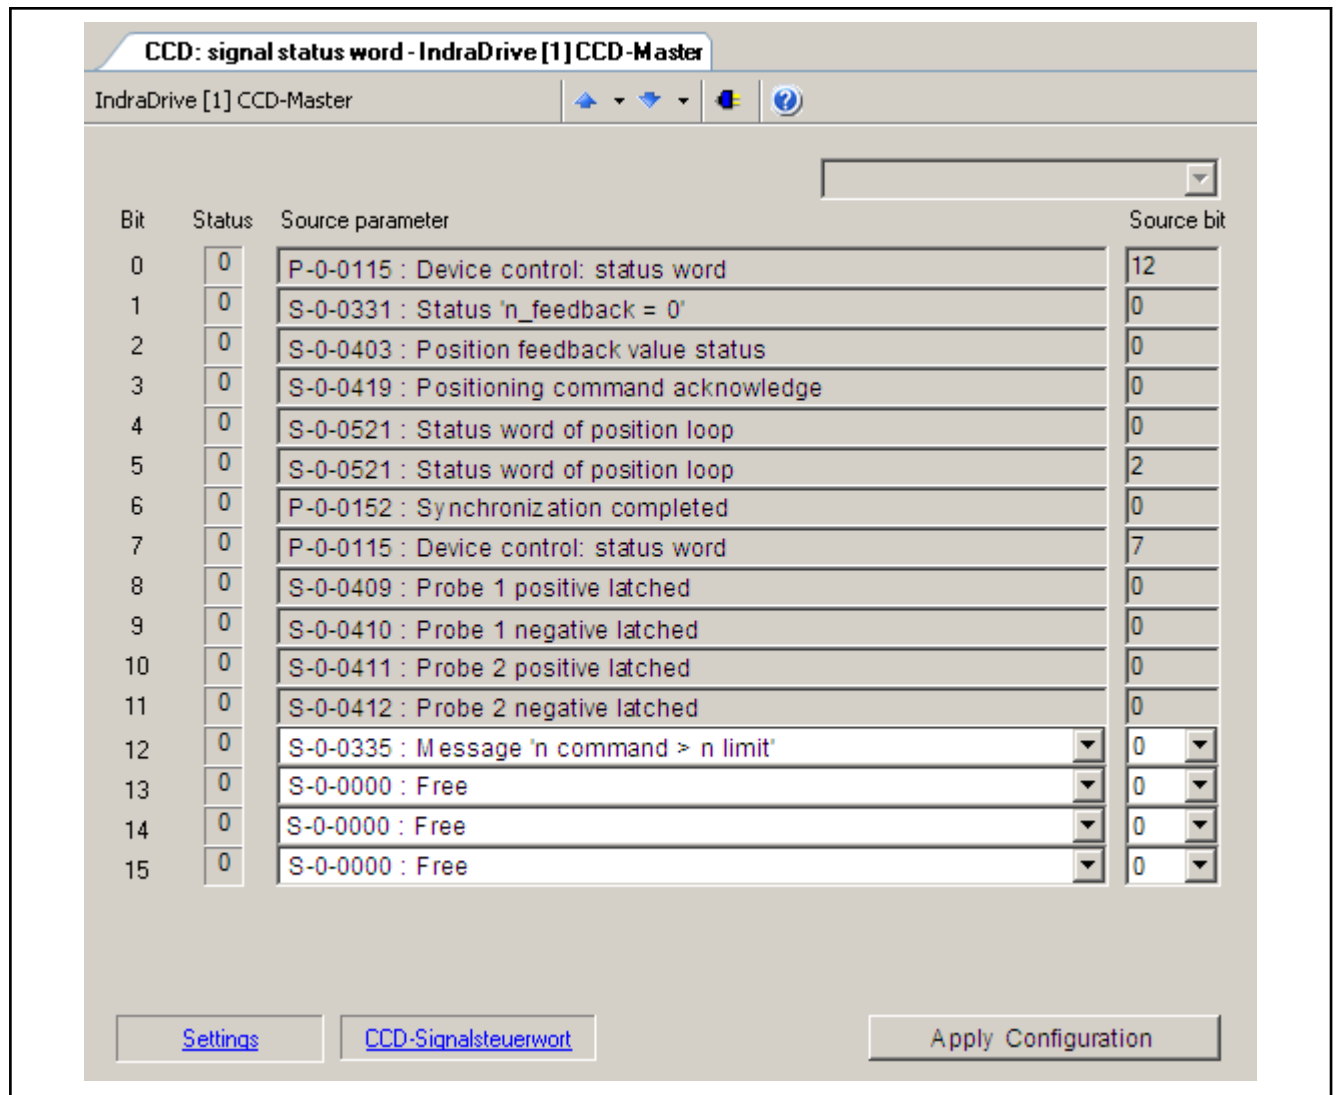 CCD: signal status word - IndraDrive [1] CCD-Master
IndraDrive [1] CCD-Master
Bit Status Source parameter Source bit
0 0 P-0-0115 : Device control: status word 12
1 0 S-0-0331 : Status 'n_feedback = 0' 0
2 0 S-0-0403 : Position feedback value status 0
3 0 S-0-0419 : Positioning command acknowledge 0
4 0 S-0-0521 : Status word of position loop 0
5 0 S-0-0521 : Status word of position loop 2
6 0 P-0-0152 : Synchronization completed 0
7 0 P-0-0115 : Device control: status word 7
8 0 S-0-0409 : Probe 1 positive latched 0
9 0 S-0-0410 : Probe 1 negative latched 0
10 0 S-0-0411 : Probe 2 positive latched 0
11 0 S-0-0412 : Probe 2 negative latched 0
12 0 S-0-0335 : Message 'n command > n limit' 0
13 0 S-0-0000 : Free 0
14 0 S-0-0000 : Free 0
15 0 S-0-0000 : Free 0
Settings CCD-Signalsteuerwort Apply Configuration